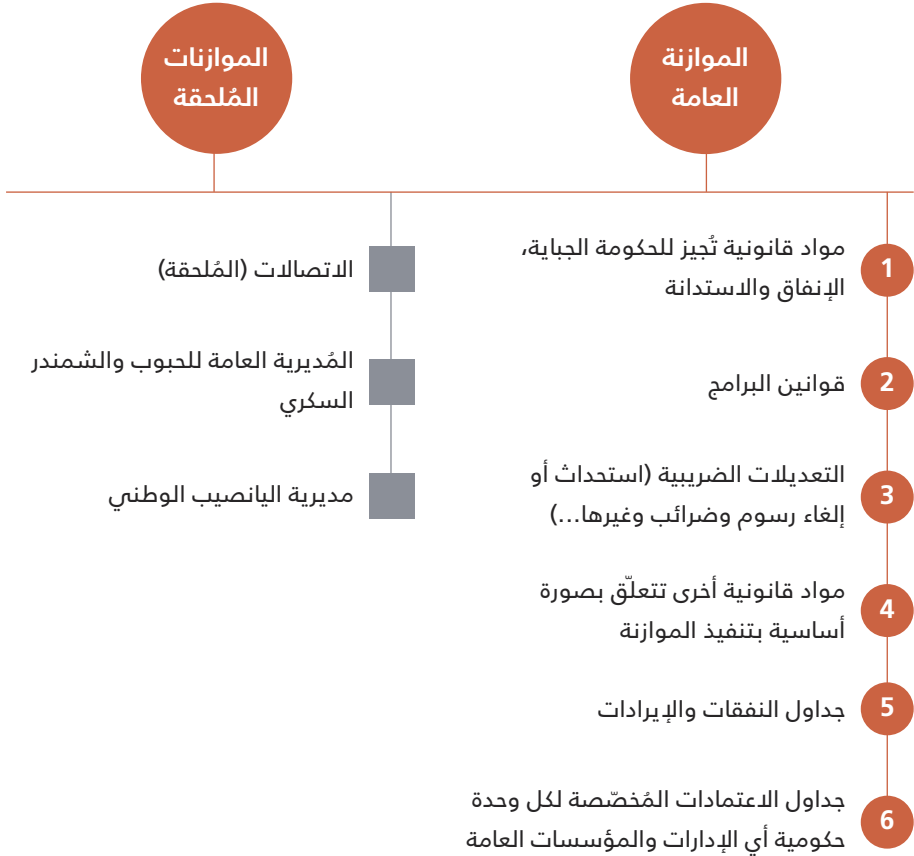 الموازنة
العامة
1
مواد قانونية تُجيز للحكومة الجباية،
الإنفاق والاستدانة
2
قوانين البرامج
3
التعديلات الضريبية (استحداث أو
إلغاء رسوم وضرائب وغيرها...)
4
مواد قانونية أخرى تتعلّق بصورة
أساسية بتنفيذ الموازنة
5
جداول النفقات والإيرادات
6
جداول الاعتمادات المُخصّصة لكل وحدة
حكومية أي الإدارات والمؤسسات العامة
الموازنات
المُلحقة
الاتصالات (المُلحقة)
المُديرية العامة للحبوب والشمندر
السكري
مديرية اليانصيب الوطني